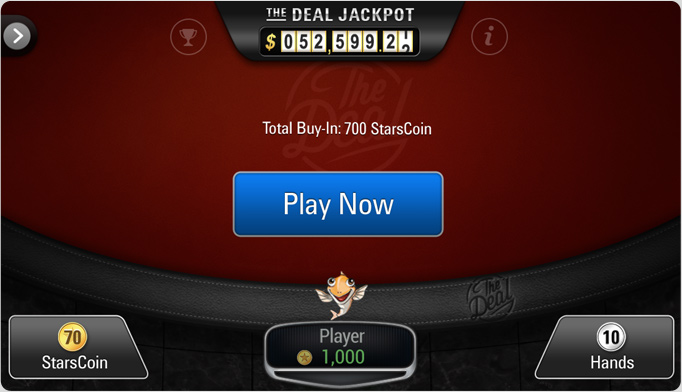 THE DEAL JACKPOT
$ 052,599.2
The Deal
Total Buy-In: 700 StarsCoin
Play Now
The Deal
Player
1,000
70
StarsCoin
10
Hands